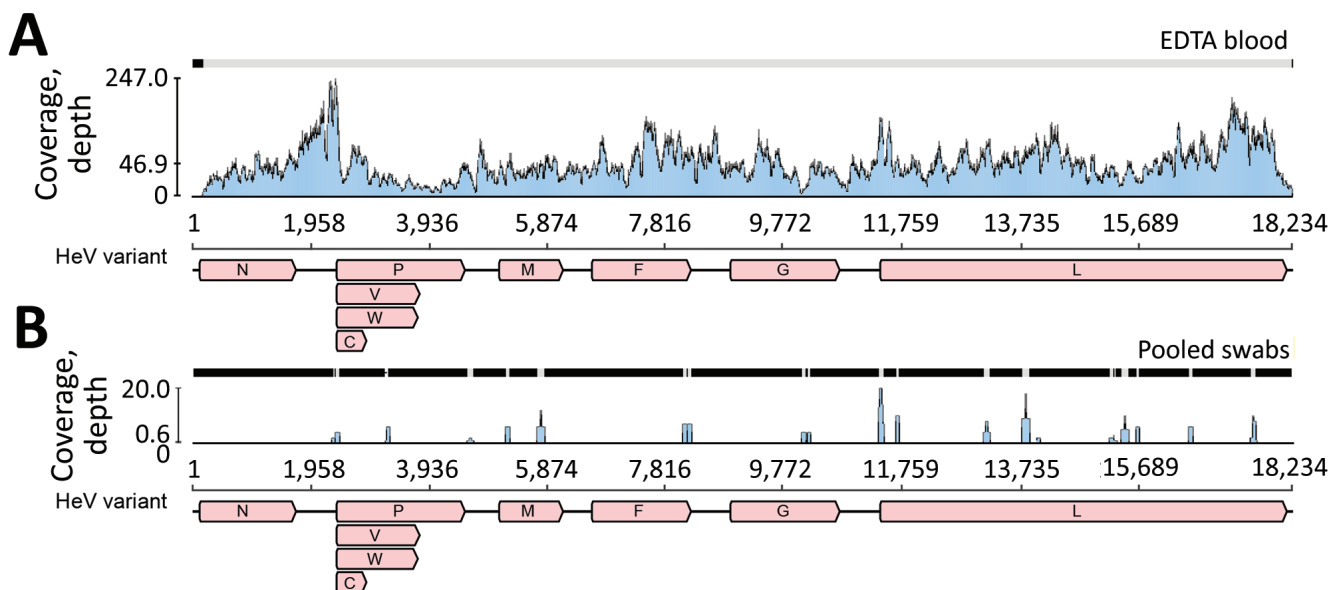 A
EDTA blood
Coverage, depth
247.0
46.9
0
1 1,958 3,936 5,874 7,816 9,772 11,759 13,735 15,689 18,234
HeV variant
N P M F G L
V
W
C
B
Pooled swabs
Coverage, depth
20.0
0.6
0
1 1,958 3,936 5,874 7,816 9,772 11,759 13,735 15,689 18,234
HeV variant
N P M F G L
V
W
C